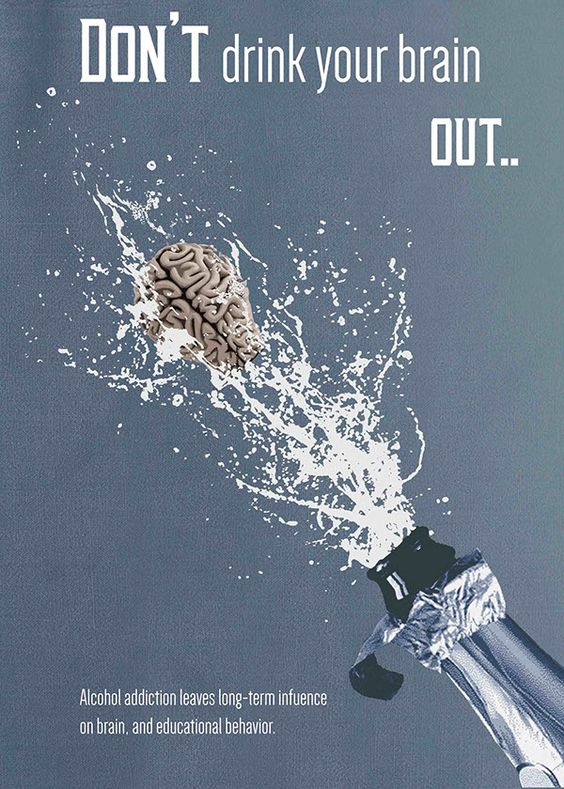 DON'T drink your brain
OUT..
Alcohol addiction leaves long-term infuence
on brain, and educational behavior.